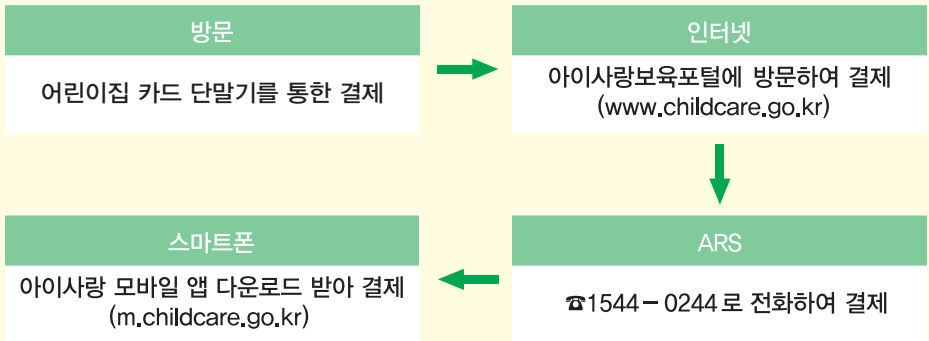 방문
어린이집 카드 단말기를 통한 결제
인터넷
아이사랑보육포털에 방문하여 결제
(www.childcare.go.kr)
ARS
☎1544-0244로 전화하여 결제
스마트폰
아이사랑 모바일 앱 다운로드 받아 결제
(m.childcare.go.kr)